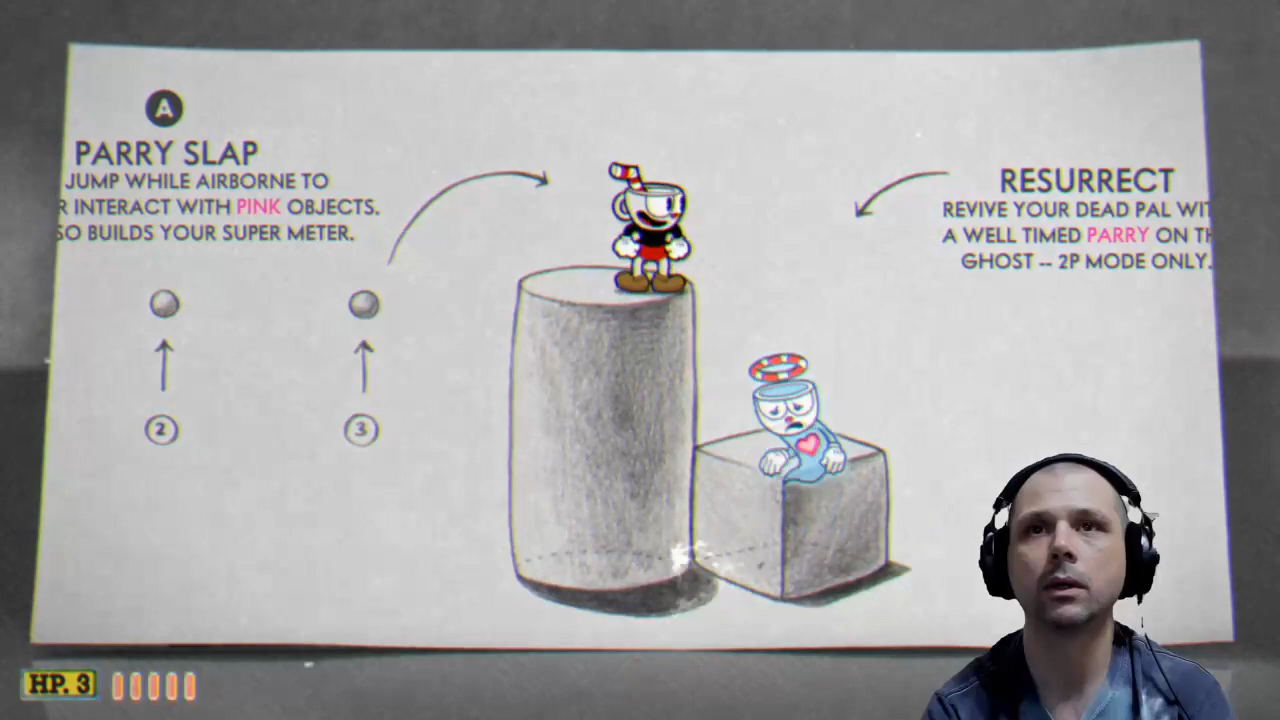 A
PARRY SLAP
JUMP WHILE AIRBORNE TO
R INTERACT WITH PINK OBJECTS.
SO BUILDS YOUR SUPER METER.
2
3
RESURRECT
REVIVE YOUR DEAD PAL WIT
A WELL TIMED PARRY ON TH
GHOST -- 2P MODE ONLY.
HP. 3